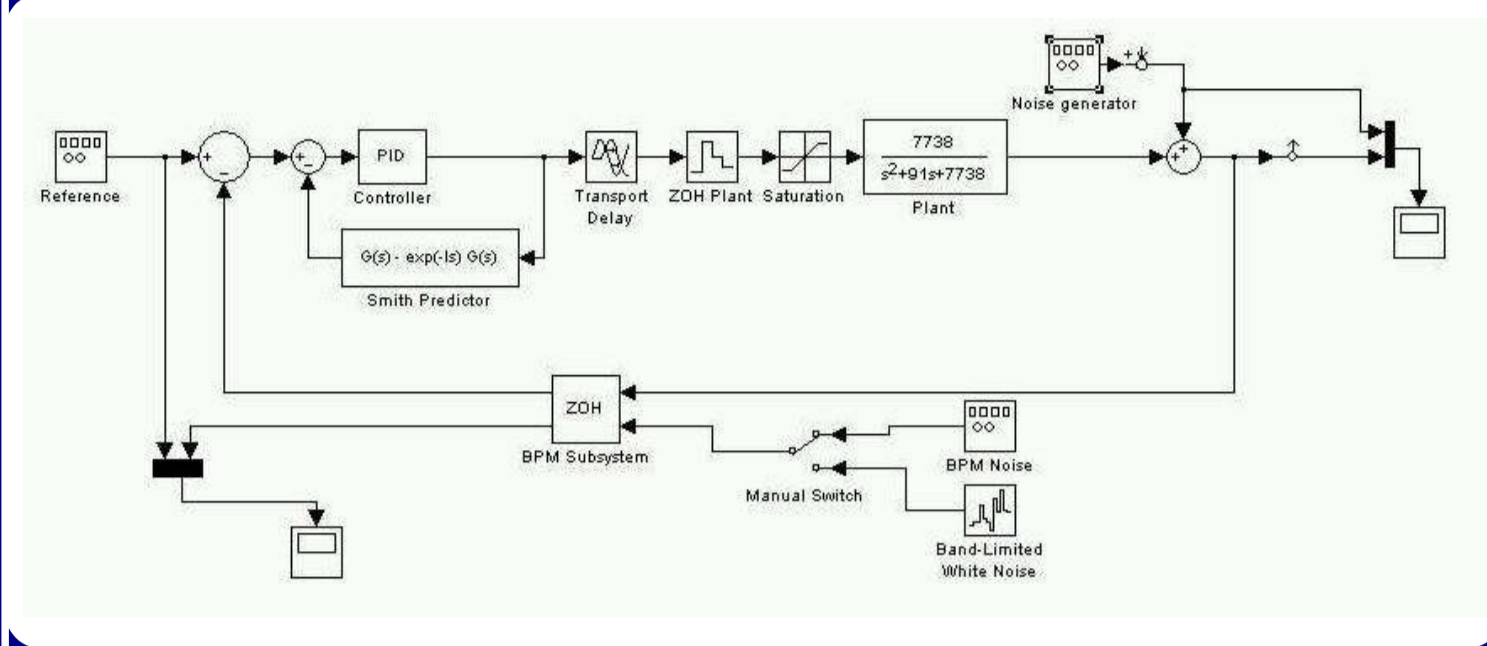 Noise generator
Reference
PID
Controller
Transport
Delay
ZOH Plant
Saturation
7738
s2+91s+7738
Plant
G(s) - exp(-ls) G(s)
Smith Predictor
ZOH
BPM Subsystem
Manual Switch
BPM Noise
Band-Limited
White Noise